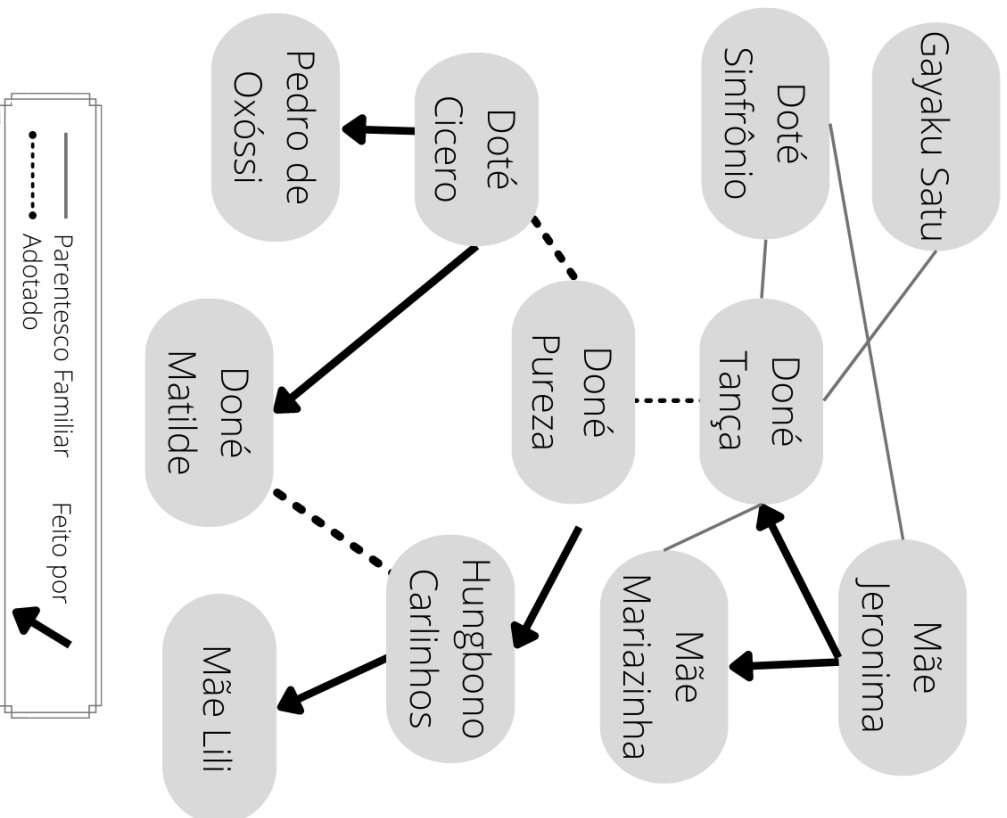 Gayaku Satu
Mãe
Jeronima
Doté
Sinfrônio
Doné
Tança
Mãe
Mariazinha
Doné
Pureza
Doté
Cicero
Hungbono
Carlinhos
Pedro de
Oxóssi
Doné
Matilde
Mãe Lili
Parentesco Familiar
Feito por
Adotado